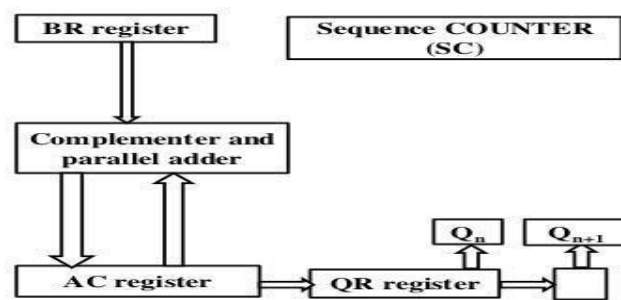 BR register
Sequence COUNTER
(SC)
Complementer and
parallel adder
Qn
Qn+1
AC register
QR register